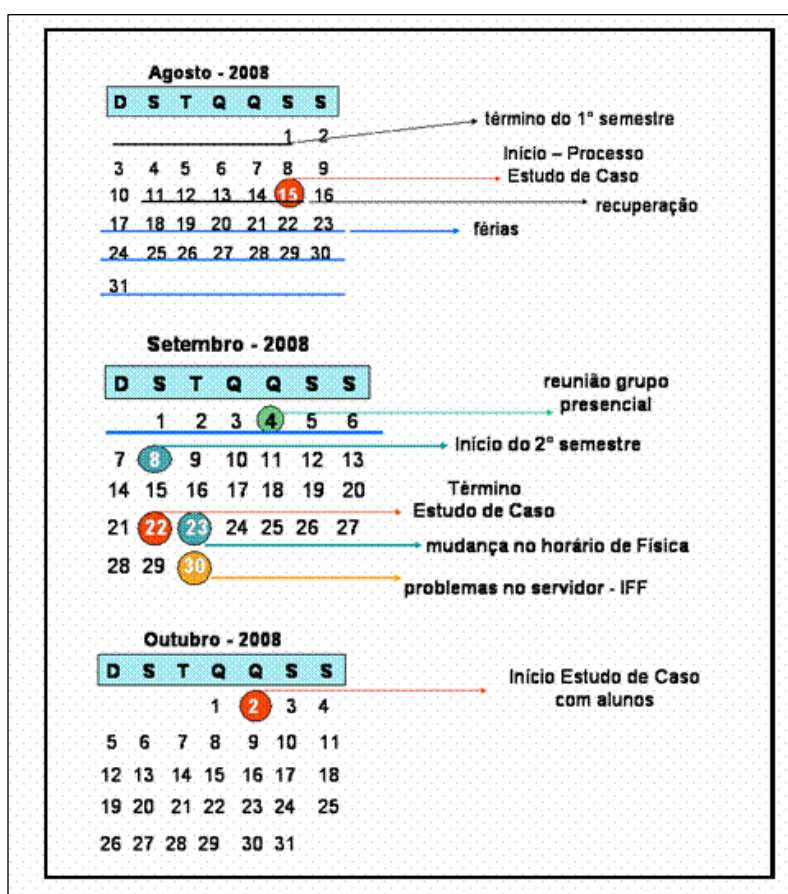 Agosto - 2008
D S T Q Q S S
1 2
término do 1° semestre
3 4 5 6 7 8 9
Início – Processo
Estudo de Caso
10 11 12 13 14 15 16
recuperação
17 18 19 20 21 22 23
férias
24 25 26 27 28 29 30
31
Setembro - 2008
D S T Q Q S S
reunião grupo
presencial
1 2 3 4 5 6
Início do 2° semestre
7 8 9 10 11 12 13
14 15 16 17 18 19 20
Término
Estudo de Caso
21 22 23 24 25 26 27
mudança no horário de Física
28 29 30
problemas no servidor - IFF
Outubro - 2008
D S T Q Q S S
Início Estudo de Caso
com alunos
1 2 3 4
5 6 7 8 9 10 11
12 13 14 15 16 17 18
19 20 21 22 23 24 25
26 27 28 29 30 31